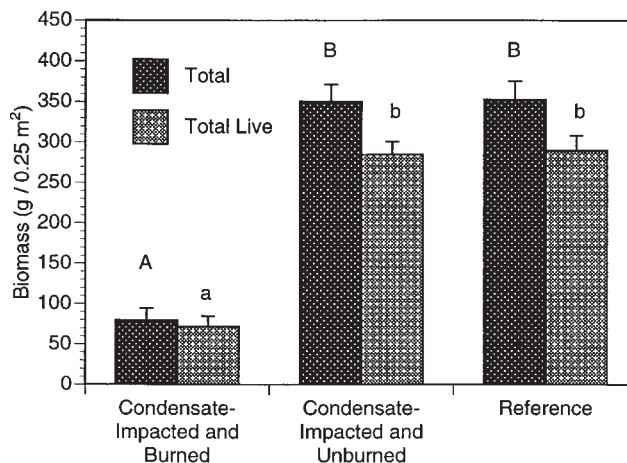 450
400
350
300
250
200
150
100
50
0
Biomass (g / 0.25 m²)
Total
Total Live
A
a
B
b
B
b
Condensate-
Impacted and
Burned
Condensate-
Impacted and
Unburned
Reference